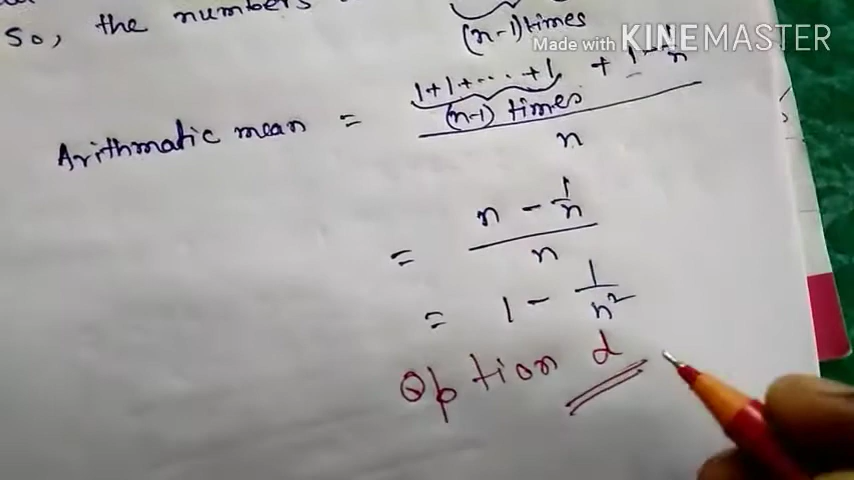 So, the numbers
(n-1) times
Made with KINEMASTER
Arithmatic mean = 1+1+....+1 + 1-1/n
(n-1) times
n
= n - 1/n
n
= 1 - 1/n²
Option d